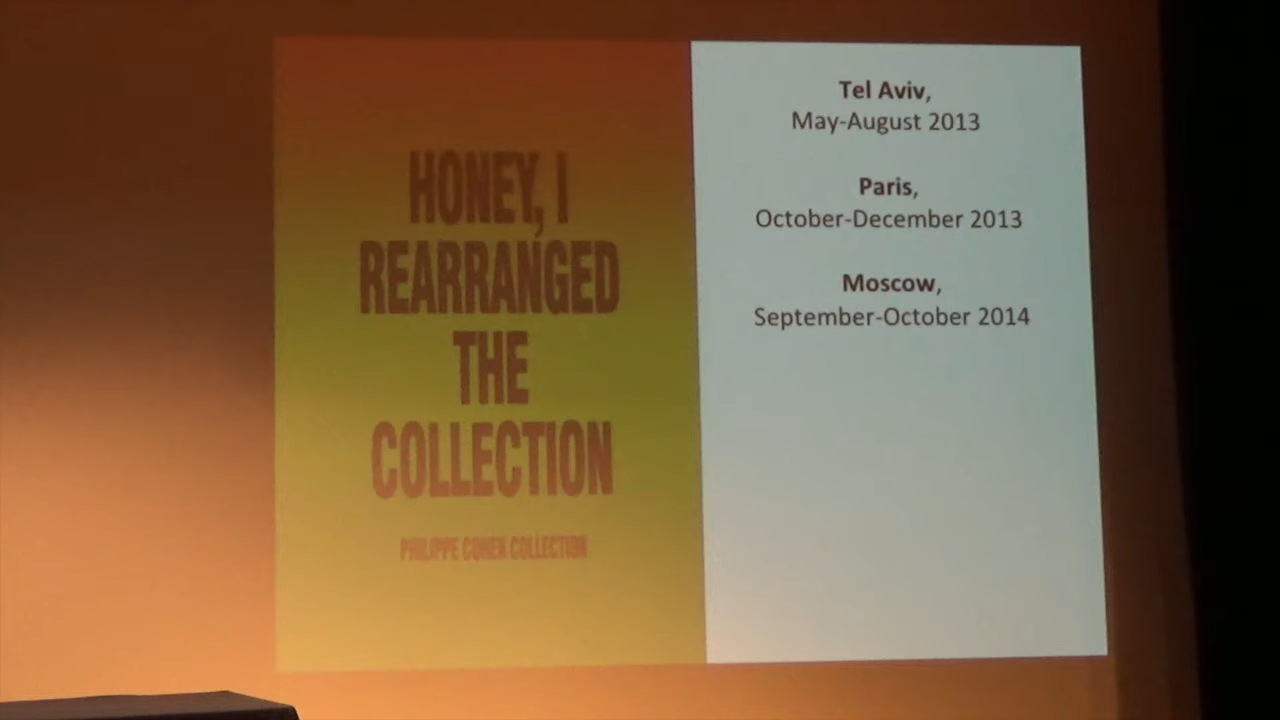 HONEY, I
REARRANGED
THE
COLLECTION
PHILIPPE COHEN COLLECTION
Tel Aviv,
May-August 2013
Paris,
October-December 2013
Moscow,
September-October 2014